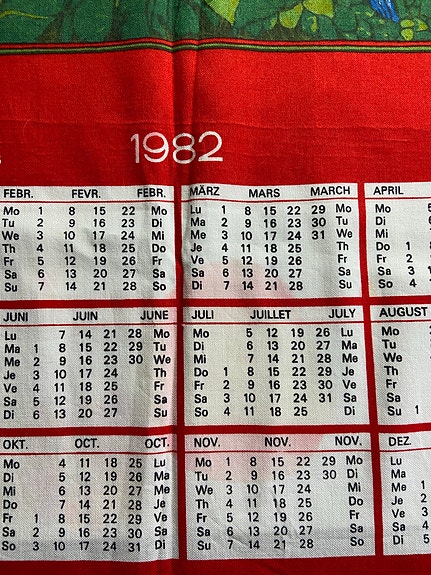 1982
FEBR. FEVR. FEBR.
Mo 1 8 15 22 Mo
Tu 2 9 16 23 Di
We 3 10 17 24 Mi
Th 4 11 18 25 Do
Fr 5 12 19 26 Fr
Sa 6 13 20 27 Sa
Su 7 14 21 28 So
MÄRZ MARS MARCH
Lu 1 8 15 22 29 Mo
Ma 2 9 16 23 30 Tu
Me 3 10 17 24 31 We
Je 4 11 18 25 Th
Ve 5 12 19 26 Fr
Sa 6 13 20 27 Sa
Di 7 14 21 28 Su
APRIL
Mo
Di
Mi
Do 1
Fr 2
Sa 3
So 4
JUNI JUIN JUNE
Lu 7 14 21 28 Mo
Ma 1 8 15 22 29 Tu
Me 2 9 16 23 30 We
Je 3 10 17 24 Th
Ve 4 11 18 25 Fr
Sa 5 12 19 26 Sa
Di 6 13 20 27 Su
JULI JUILLET JULY
Mo 5 12 19 26 Lu
Di 6 13 20 27 Ma
Mi 7 14 21 28 Me
Do 1 8 15 22 29 Je
Fr 2 9 16 23 30 Ve
Sa 3 10 17 24 31 Sa
So 4 11 18 25 Di
AUGUST
Mo
Tu
We
Th
Fr
Sa
Su 1
OKT. OCT. OCT.
Mo 4 11 18 25 Lu
Di 5 12 19 26 Ma
Mi 6 13 20 27 Me
Do 7 14 21 28 Je
Fr 1 8 15 22 29 Ve
Sa 2 9 16 23 30 Sa
So 3 10 17 24 31 Di
NOV. NOV. NOV.
Mo 1 8 15 22 29 Mo
Tu 2 9 16 23 30 Di
We 3 10 17 24 Mi
Th 4 11 18 25 Do
Fr 5 12 19 26 Fr
Sa 6 13 20 27 Sa
Su 7 14 21 28 So
DEZ.
Lu
Ma
Me 1
Je 2
Ve 3
Sa 4
Di 5